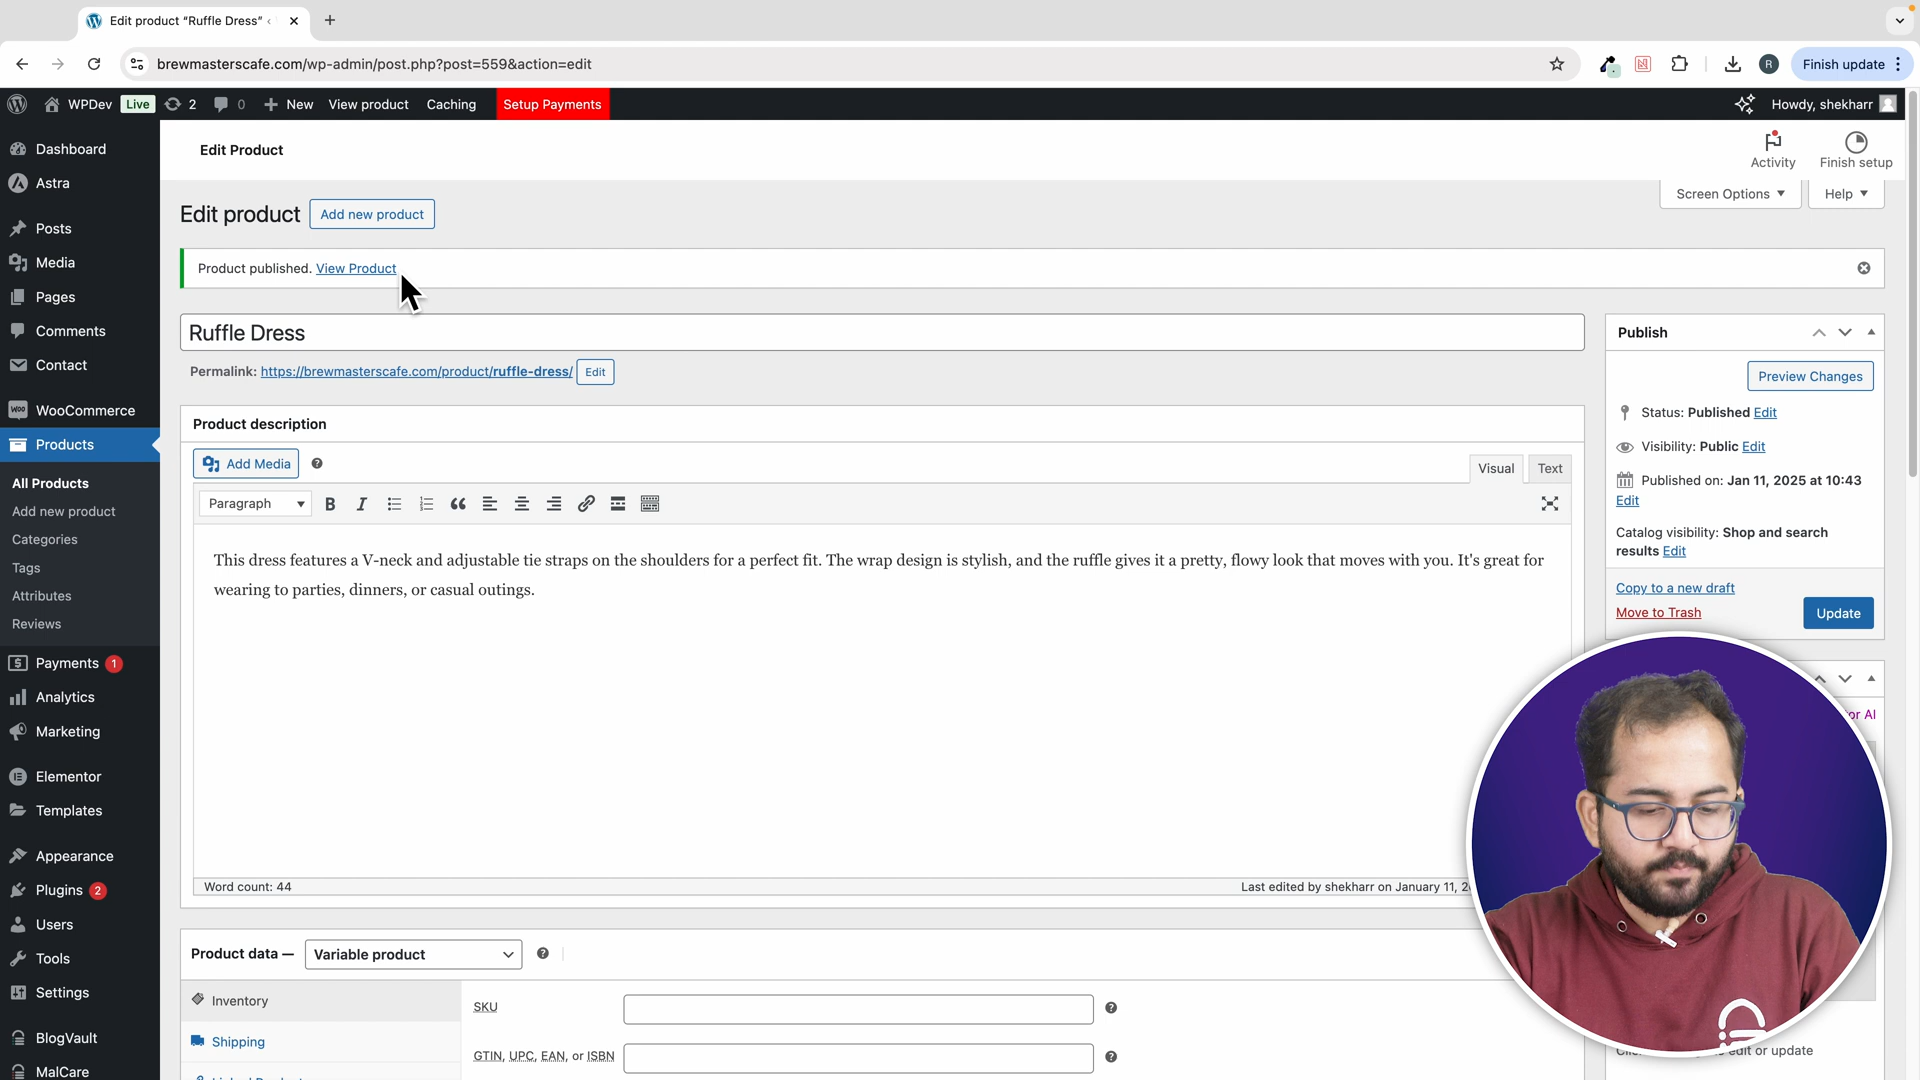 Edit product “Ruffle Dress” ‹
brewmasterscafe.com/wp-admin/post.php?post=559&action=edit
R
Finish update
WPDev
Live
2
0
New
View product
Caching
Setup Payments
Howdy, shekharr
Dashboard
Astra
Posts
Media
Pages
Comments
Contact
WooCommerce
Products
All Products
Add new product
Categories
Tags
Attributes
Reviews
Payments 1
Analytics
Marketing
Elementor
Templates
Appearance
Plugins 2
Users
Tools
Settings
BlogVault
MalCare
Edit Product
Activity
Finish setup
Screen Options
Help
Edit product
Add new product
Product published. View Product
Ruffle Dress
Permalink: https://brewmasterscafe.com/product/ruffle-dress/ Edit
Product description
Add Media
Visual
Text
Paragraph
This dress features a V-neck and adjustable tie straps on the shoulders for a perfect fit. The wrap design is stylish, and the ruffle gives it a pretty, flowy look that moves with you. It's great for
wearing to parties, dinners, or casual outings.
Word count: 44
Last edited by shekharr on January 11, 2
Product data — Variable product
Inventory
Shipping
SKU
GTIN, UPC, EAN, or ISBN
Publish
Preview Changes
Status: Published Edit
Visibility: Public Edit
Published on: Jan 11, 2025 at 10:43
Edit
Catalog visibility: Shop and search
results Edit
Copy to a new draft
Move to Trash
Update
or AI
edit or update